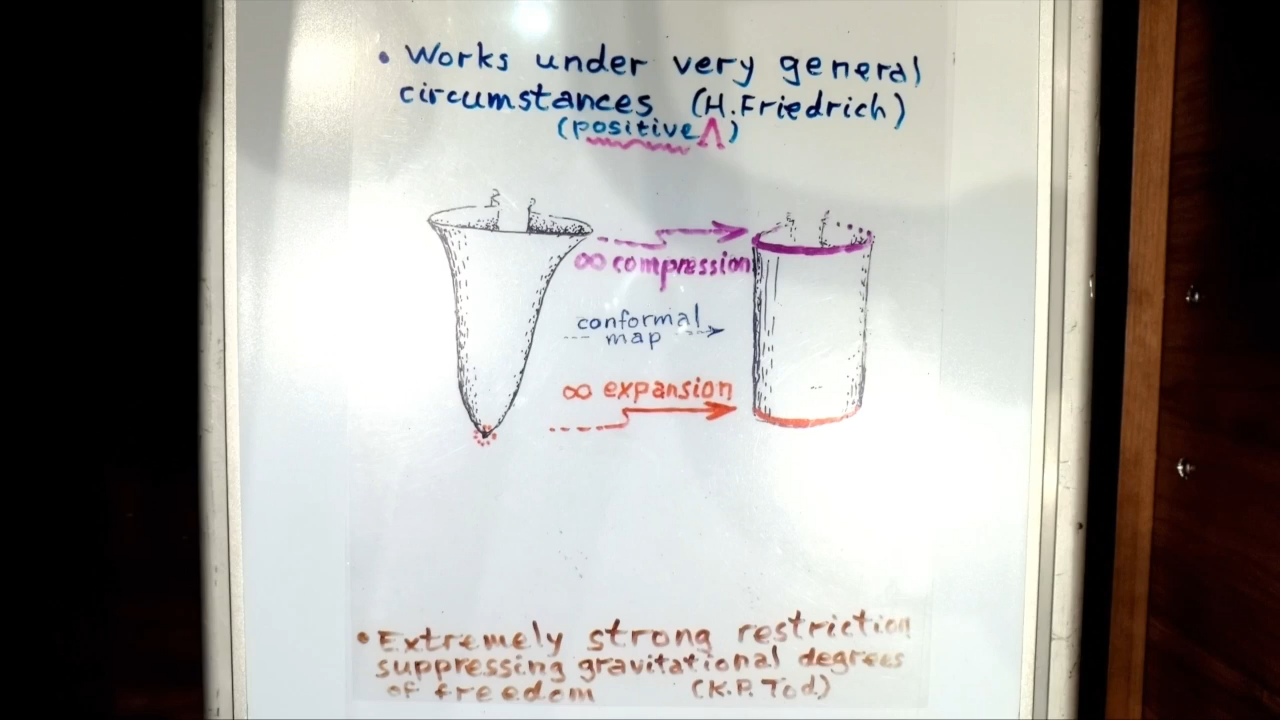 • Works under very general
circumstances (H. Friedrich)
(positive Λ)
∞ compression
conformal
map
∞ expansion
• Extremely strong restriction
suppressing gravitational degrees
of freedom (K.P. Tod)